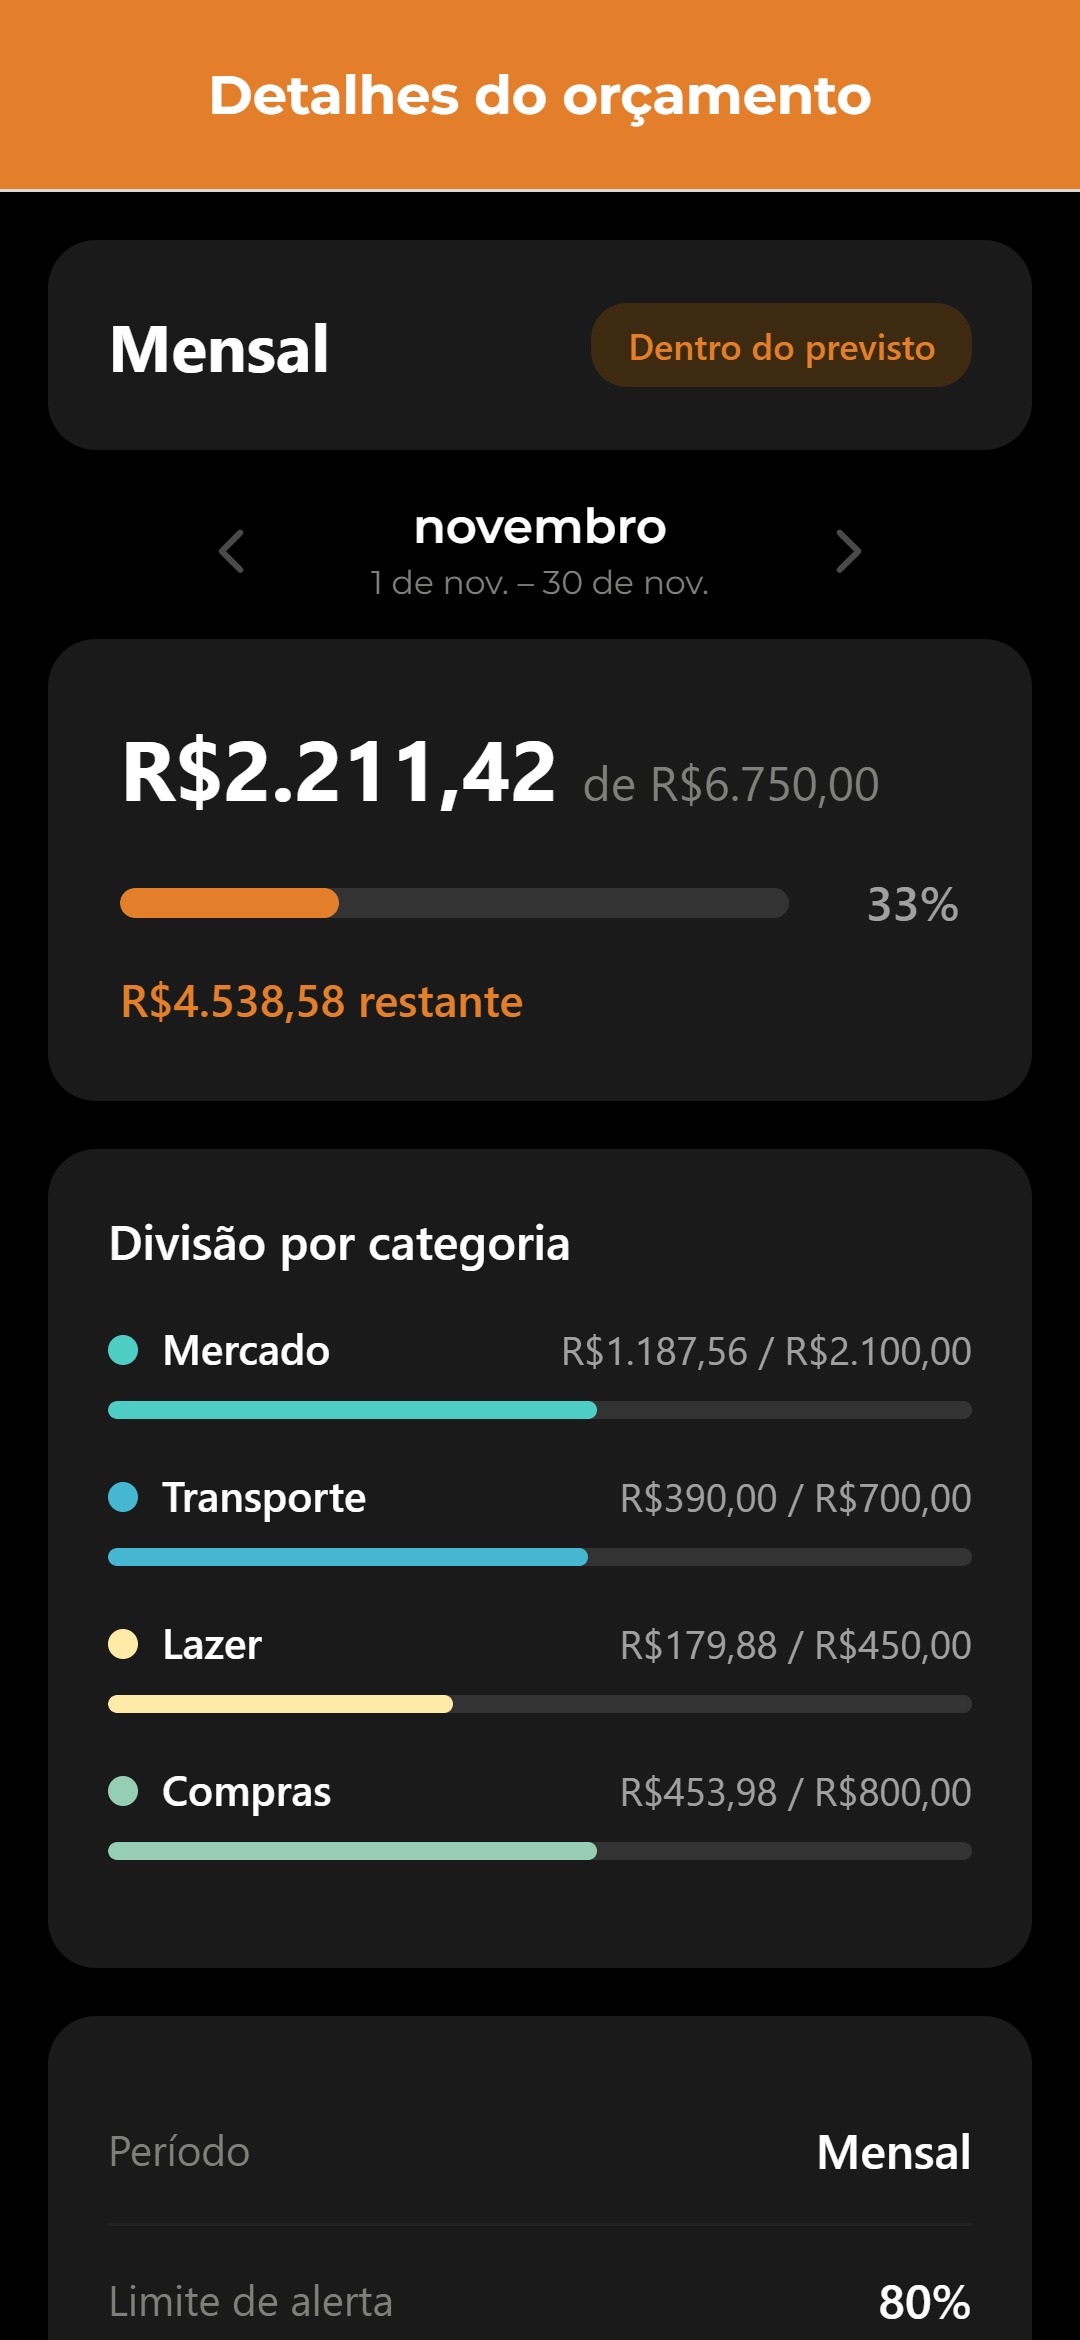 Detalhes do orçamento
Mensal
Dentro do previsto
novembro
1 de nov. – 30 de nov.
R$2.211,42 de R$6.750,00
33%
R$4.538,58 restante
Divisão por categoria
Mercado R$1.187,56 / R$2.100,00
Transporte R$390,00 / R$700,00
Lazer R$179,88 / R$450,00
Compras R$453,98 / R$800,00
Período Mensal
Limite de alerta 80%